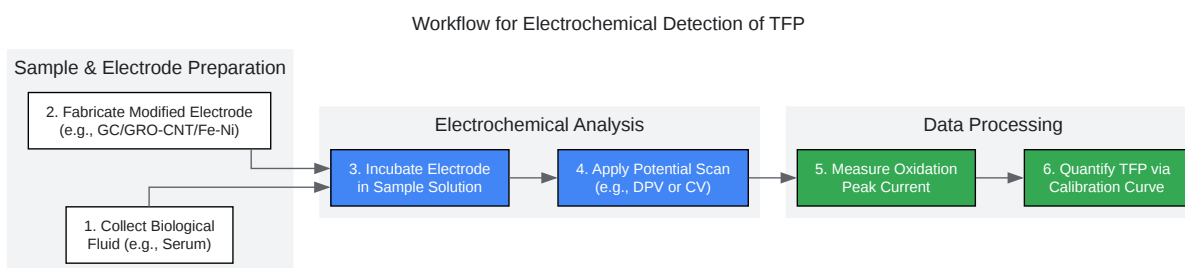 Workflow for Electrochemical Detection of TFP
Sample & Electrode Preparation
2. Fabricate Modified Electrode
(e.g., GC/GRO-CNT/Fe-Ni)
1. Collect Biological
Fluid (e.g., Serum)
Electrochemical Analysis
3. Incubate Electrode
in Sample Solution
4. Apply Potential Scan
(e.g., DPV or CV)
Data Processing
5. Measure Oxidation
Peak Current
6. Quantify TFP via
Calibration Curve